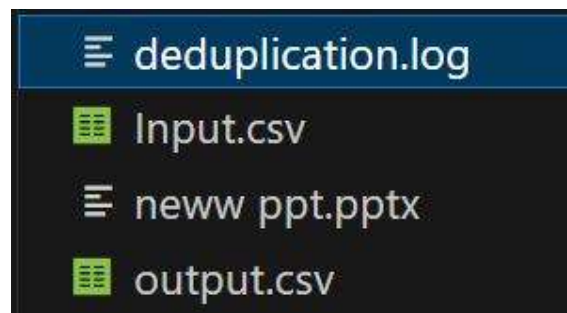 deduplication.log
Input.csv
neww ppt.pptx
output.csv